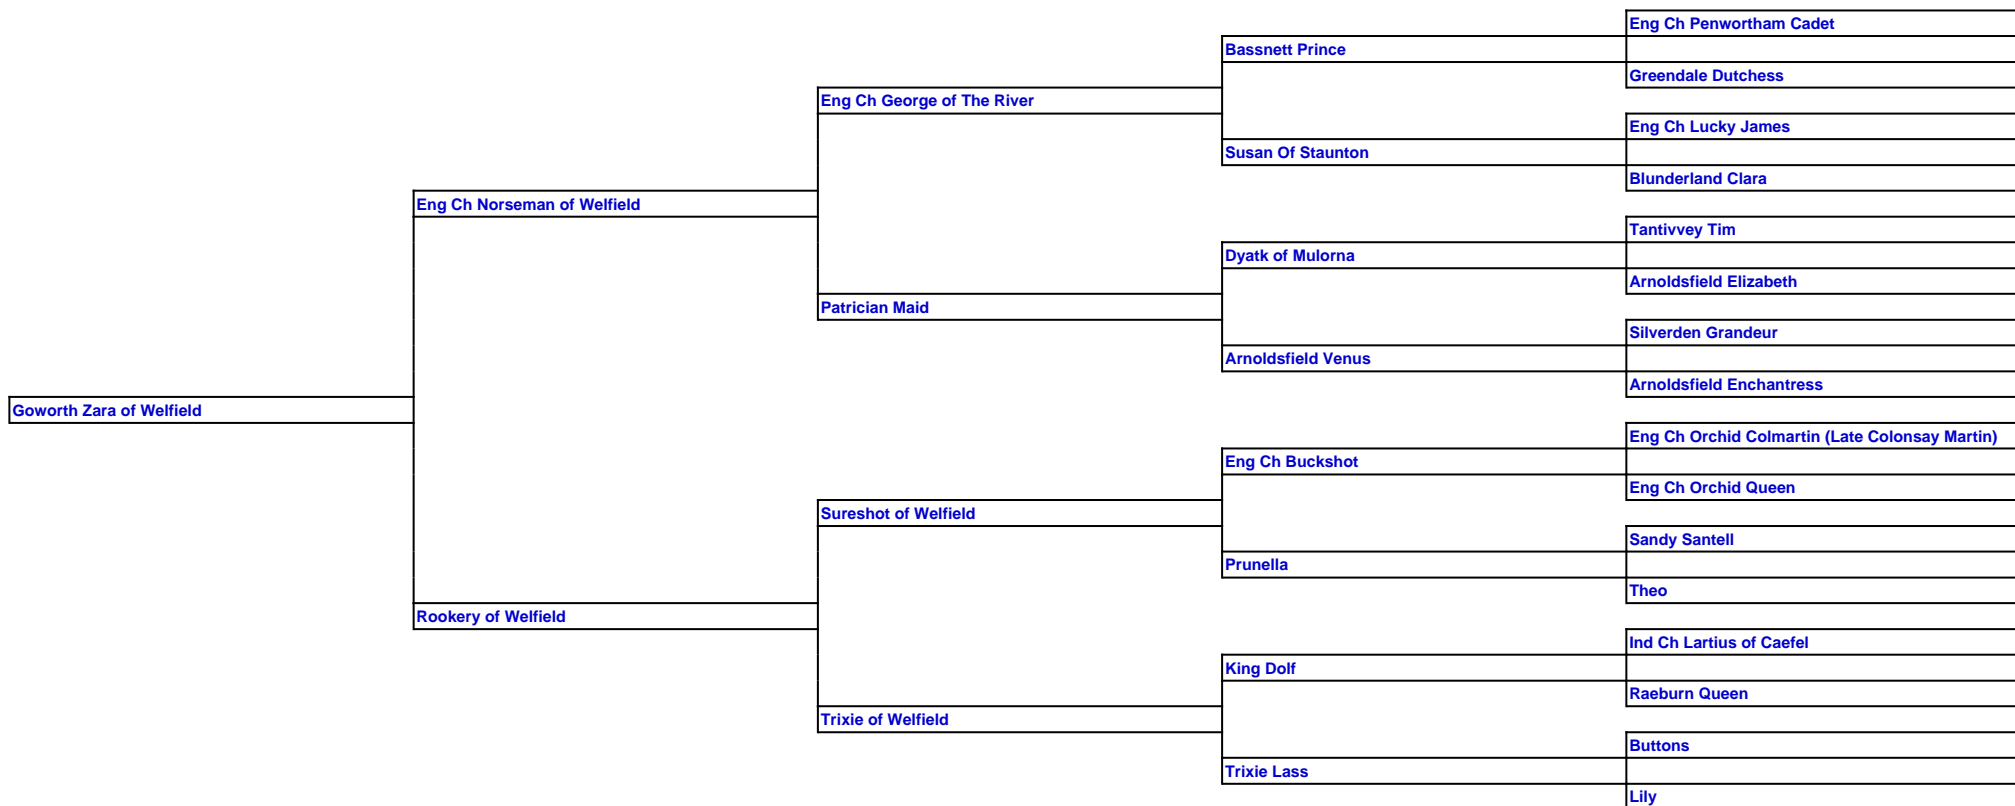 Eng Ch Penwortham Cadet
Bassnett Prince
Greendale Dutchess
Eng Ch George of The River
Eng Ch Lucky James
Susan Of Staunton
Blunderland Clara
Eng Ch Norseman of Welfield
Tantivvey Tim
Dyatk of Mulorna
Arnoldsfield Elizabeth
Patrician Maid
Silverden Grandeur
Arnoldsfield Venus
Arnoldsfield Enchantress
Goworth Zara of Welfield
Eng Ch Orchid Colmartin (Late Colonsay Martin)
Eng Ch Buckshot
Eng Ch Orchid Queen
Sureshot of Welfield
Sandy Santell
Prunella
Theo
Rookery of Welfield
Ind Ch Lartius of Caefel
King Dolf
Raeburn Queen
Trixie of Welfield
Buttons
Trixie Lass
Lily